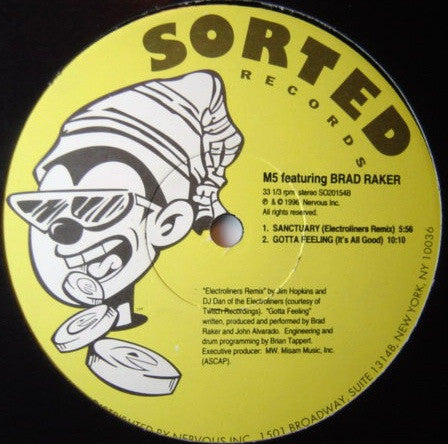 SORTED
RECORDS
M5 featuring BRAD RAKER
33 1/3 rpm stereo SO20154B
℗ & © 1996 Nervous Inc.
All rights reserved.
1. SANCTUARY (Electroliners Remix) 5:56
2. GOTTA FEELING (It's All Good) 10:10
"Electroliners Remix" by Jim Hopkins and
DJ Dan of the Electroliners (courtesy of
Twitch Recordings). "Gotta Feeling"
written, produced and performed by Brad
Raker and John Alvarado. Engineering and
drum programming by Brian Tappert.
Executive producer: MW. Misam Music, Inc.
(ASCAP).
DISTRIBUTED BY NERVOUS INC., 1501 BROADWAY, SUITE 1314B, NEW YORK, NY 10036